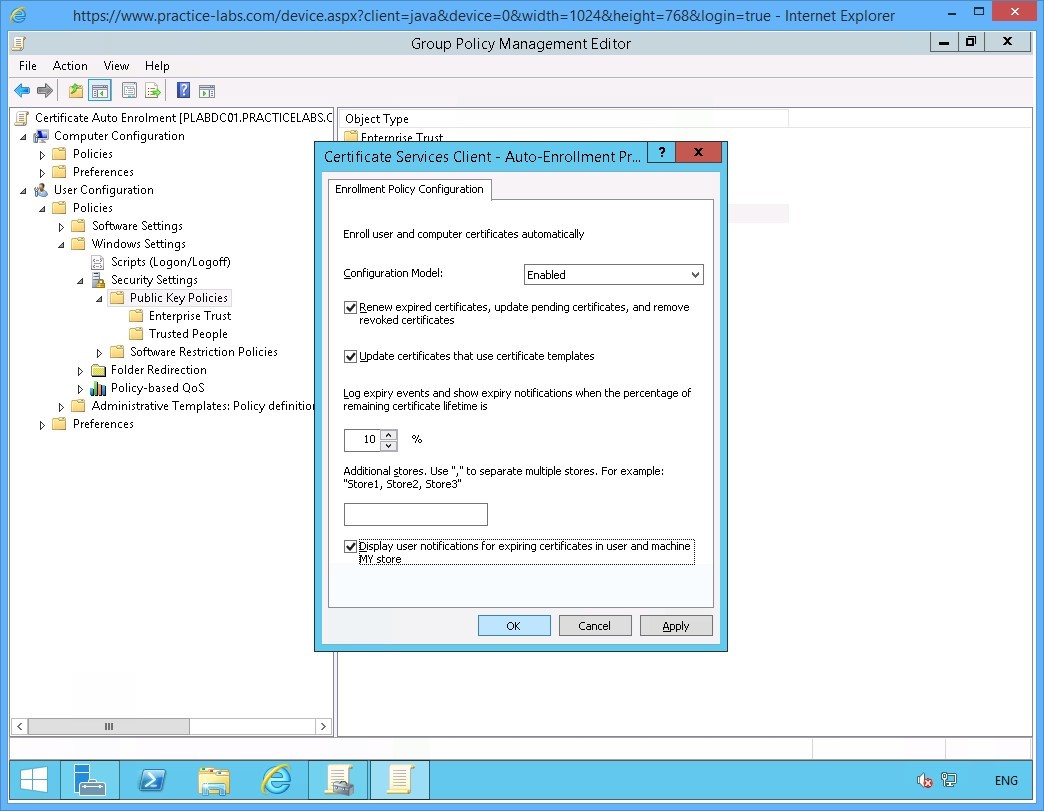 https://www.practice-labs.com/device.aspx?client=java&device=0&width=1024&height=768&login=true - Internet Explorer
Group Policy Management Editor
File Action View Help
Certificate Auto Enrolment [PLABDC01.PRACTICELABS.C
Computer Configuration
Policies
Preferences
User Configuration
Policies
Software Settings
Windows Settings
Scripts (Logon/Logoff)
Security Settings
Public Key Policies
Enterprise Trust
Trusted People
Software Restriction Policies
Folder Redirection
Policy-based QoS
Administrative Templates: Policy definition
Preferences
Object Type
Enterprise Trust
Certificate Services Client - Auto-Enrollment Pr...
Enrollment Policy Configuration
Enroll user and computer certificates automatically
Configuration Model:
Enabled
Renew expired certificates, update pending certificates, and remove
revoked certificates
Update certificates that use certificate templates
Log expiry events and show expiry notifications when the percentage of
remaining certificate lifetime is
10 %
Additional stores. Use "," to separate multiple stores. For example:
"Store1, Store2, Store3"
Display user notifications for expiring certificates in user and machine
MY store
OK Cancel Apply
ENG